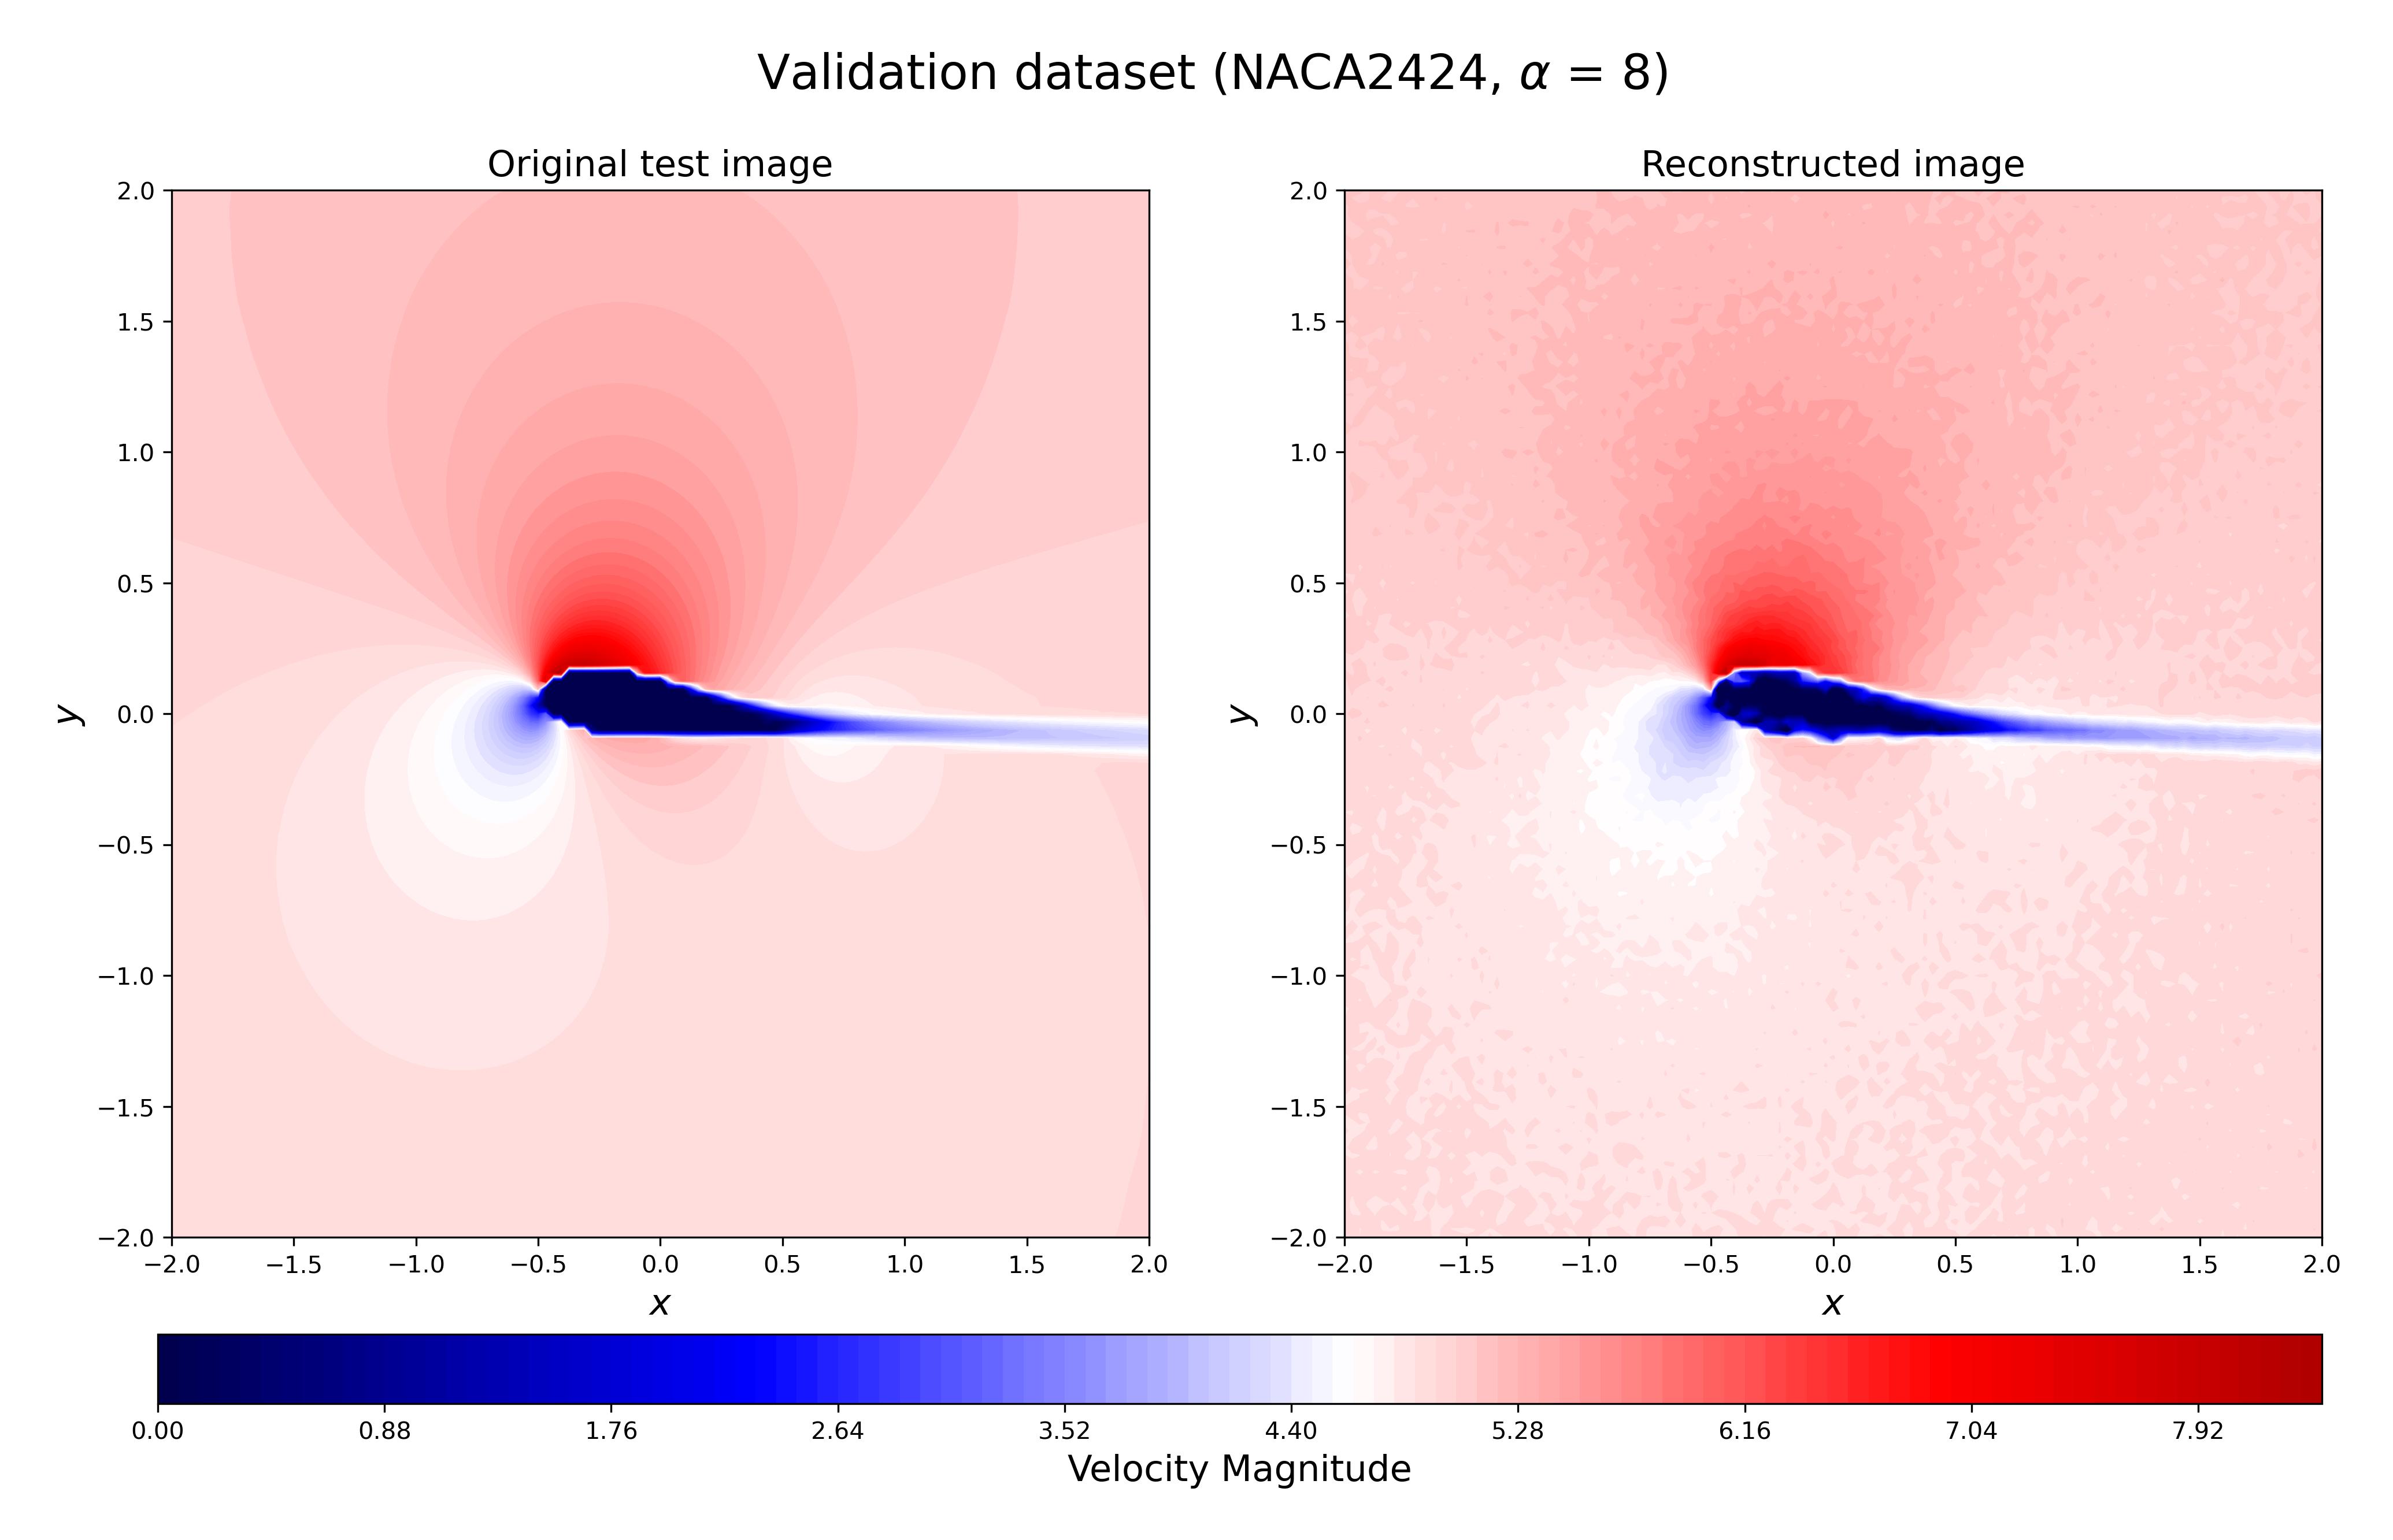 Validation dataset (NACA2424, α = 8)
Original test image
2.0
1.5
1.0
0.5
0.0
−0.5
−1.0
−1.5
−2.0
y
−2.0 −1.5 −1.0 −0.5 0.0 0.5 1.0 1.5 2.0
x
Reconstructed image
2.0
1.5
1.0
0.5
0.0
−0.5
−1.0
−1.5
−2.0
y
−2.0 −1.5 −1.0 −0.5 0.0 0.5 1.0 1.5 2.0
x
0.00 0.88 1.76 2.64 3.52 4.40 5.28 6.16 7.04 7.92
Velocity Magnitude